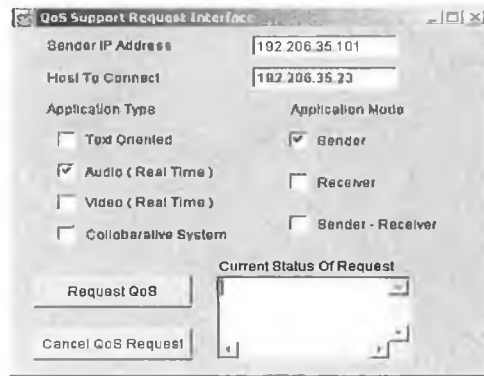 QoS Support Request Interface
Sender IP Address 192.206.35.101
Host To Connect 192.206.35.23
Application Type Application Mode
Text Oriented Sender
Audio ( Real Time ) Receiver
Video ( Real Time ) Sender - Receiver
Collobarative System
Current Status Of Request
Request QoS
Cancel QoS Request